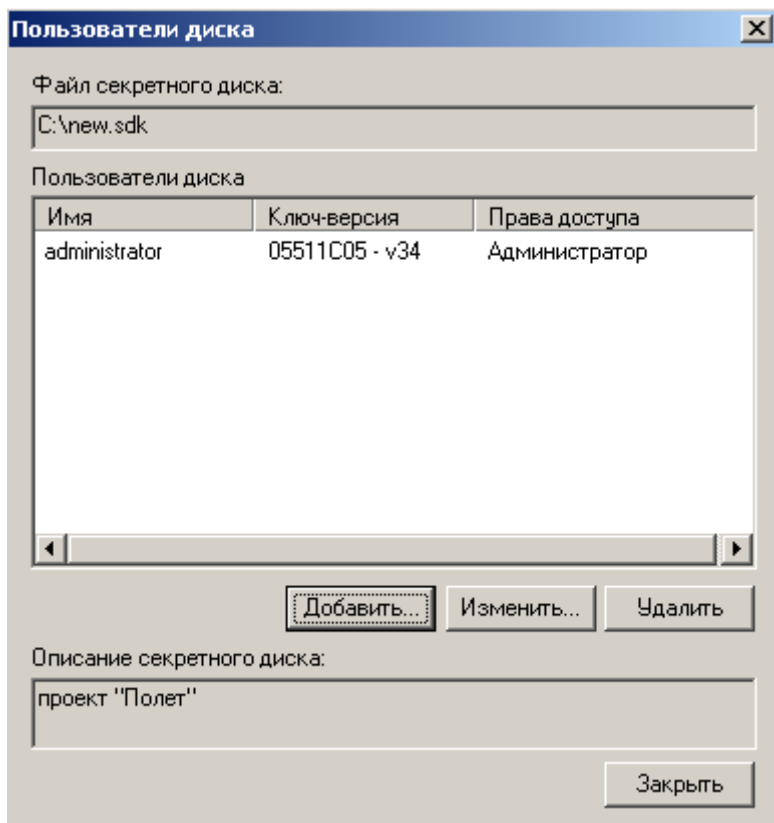 Пользователи диска
Файл секретного диска:
C:\new.sdk
Пользователи диска
Имя Ключ-версия Права доступа
administrator 05511C05 - v34 Администратор
Добавить... Изменить... Удалить
Описание секретного диска:
проект "Полет"
Закрыть